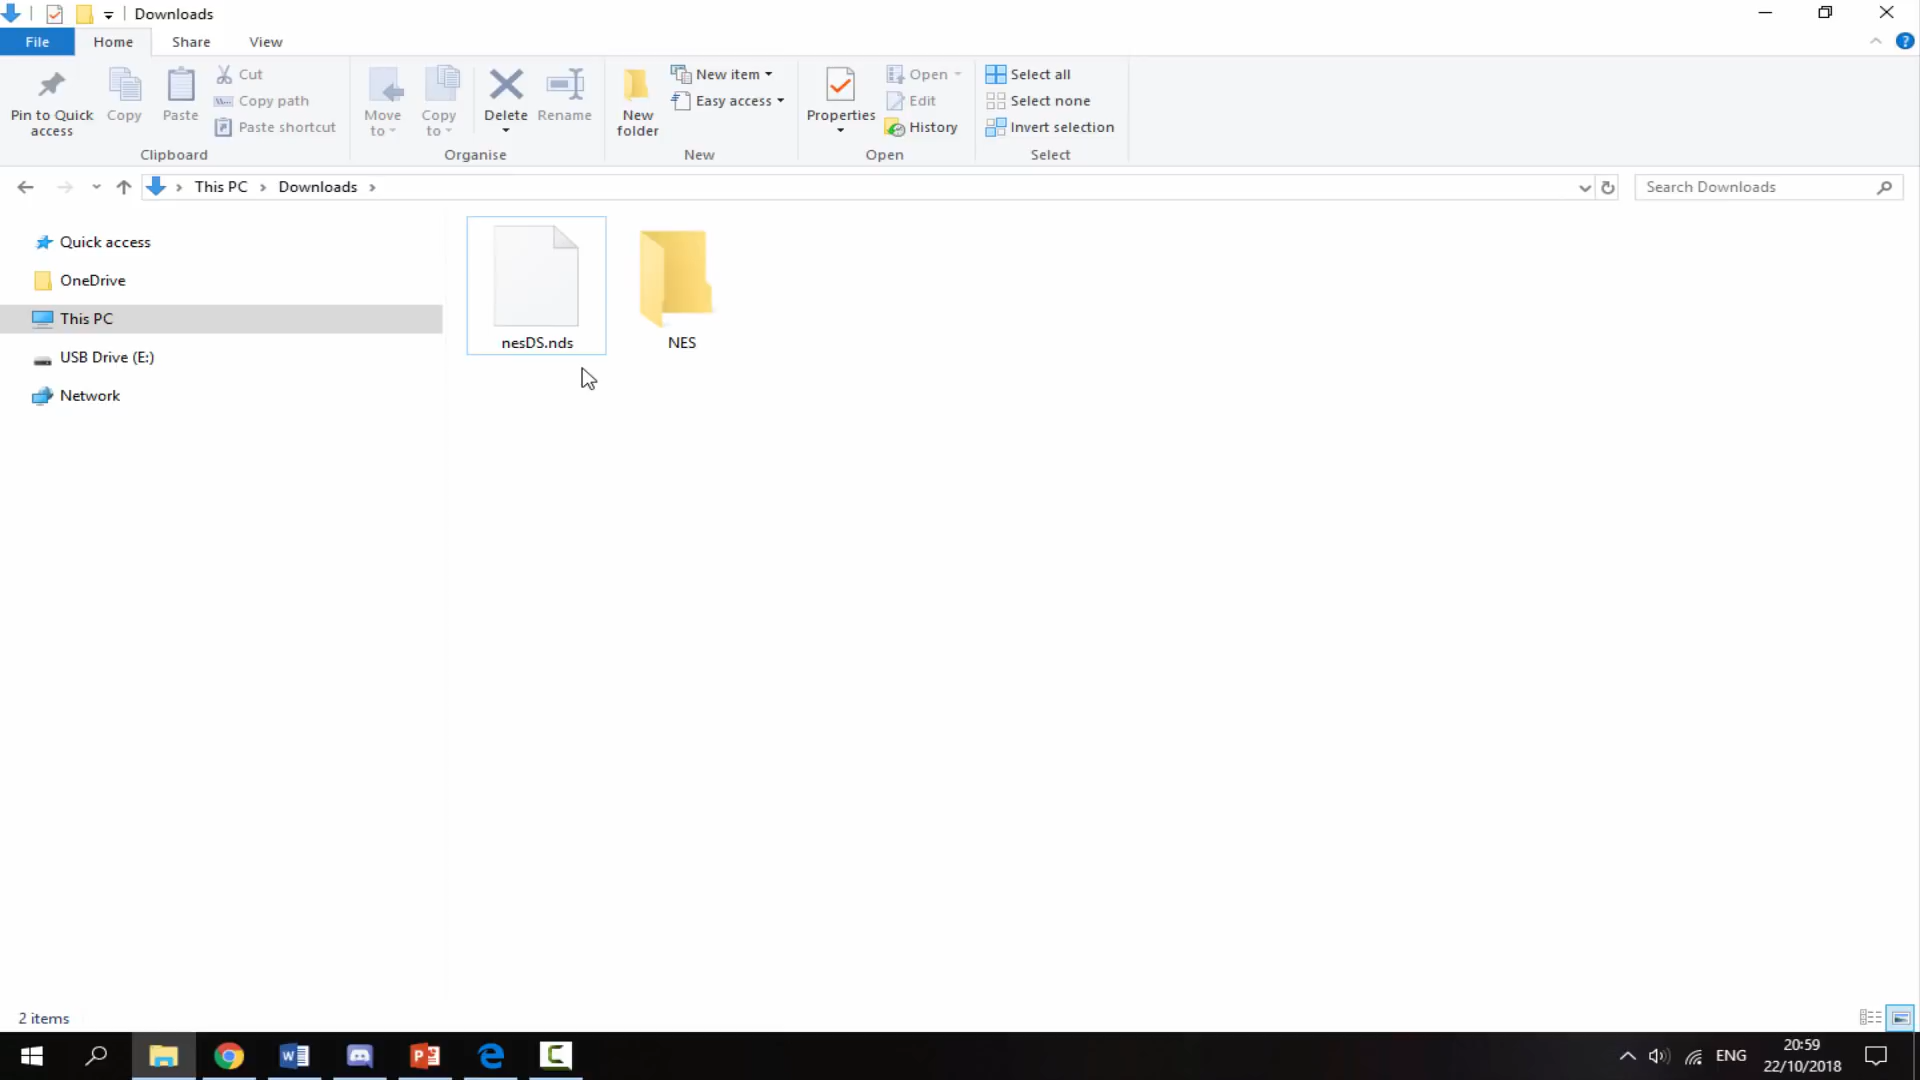 Downloads
File Home Share View
Pin to Quick access
Copy
Paste
Cut
Copy path
Paste shortcut
Clipboard
Move to
Copy to
Delete
Rename
Organise
New folder
New item
Easy access
New
Properties
Open
Edit
History
Open
Select all
Select none
Invert selection
Select
This PC Downloads
Search Downloads
Quick access
OneDrive
This PC
USB Drive (E:)
Network
nesDS.nds
NES
2 items
ENG
20:59
22/10/2018